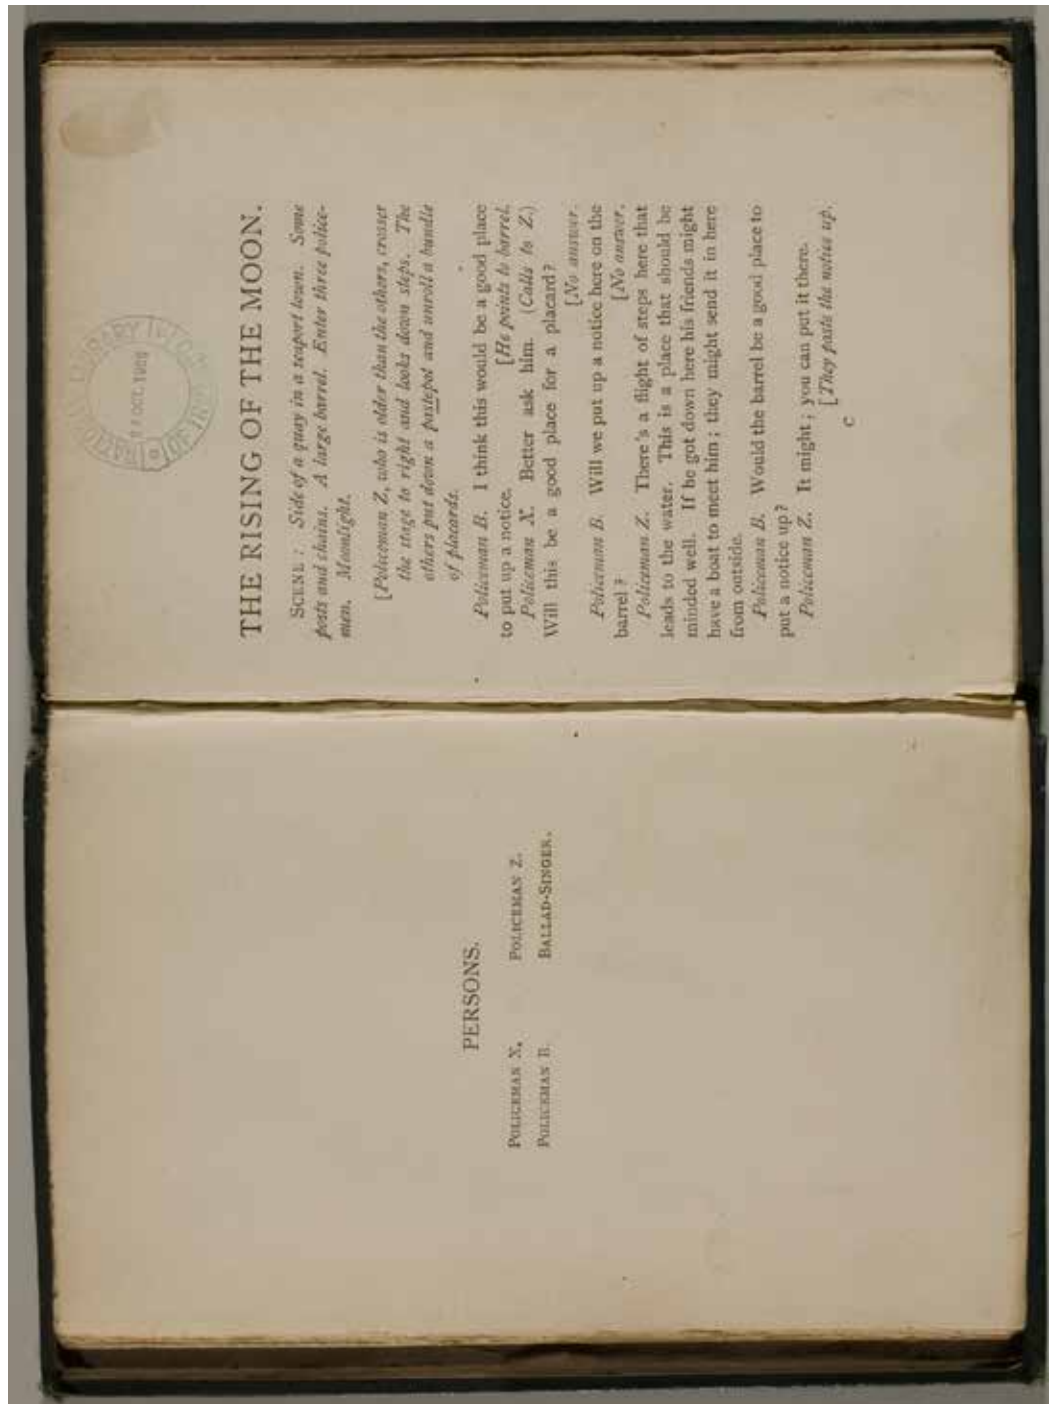 PERSONS.
POLICEMAN X. POLICEMAN Z.
POLICEMAN B. BALLAD-SINGER.
THE RISING OF THE MOON.
SCENE: Side of a quay in a seaport town. Some
posts and chains. A large barrel. Enter three police-
men. Moonlight.
[Policeman Z, who is older than the others, crosses
the stage to right and looks down steps. The
others put down a pastepot and unroll a bundle
of placards.
Policeman B. I think this would be a good place
to put up a notice. [He points to barrel.
Policeman X. Better ask him. (Calls to Z.)
Will this be a good place for a placard?
[No answer.
Policeman B. Will we put up a notice here on the
barrel? [No answer.
Policeman Z. There's a flight of steps here that
leads to the water. This is a place that should be
minded well. If he got down here his friends might
have a boat to meet him; they might send it in here
from outside.
Policeman B. Would the barrel be a good place to
put a notice up?
Policeman Z. It might; you can put it there.
[They paste the notice up.
C
LIBRARY
OCT. 1969
NATIONAL